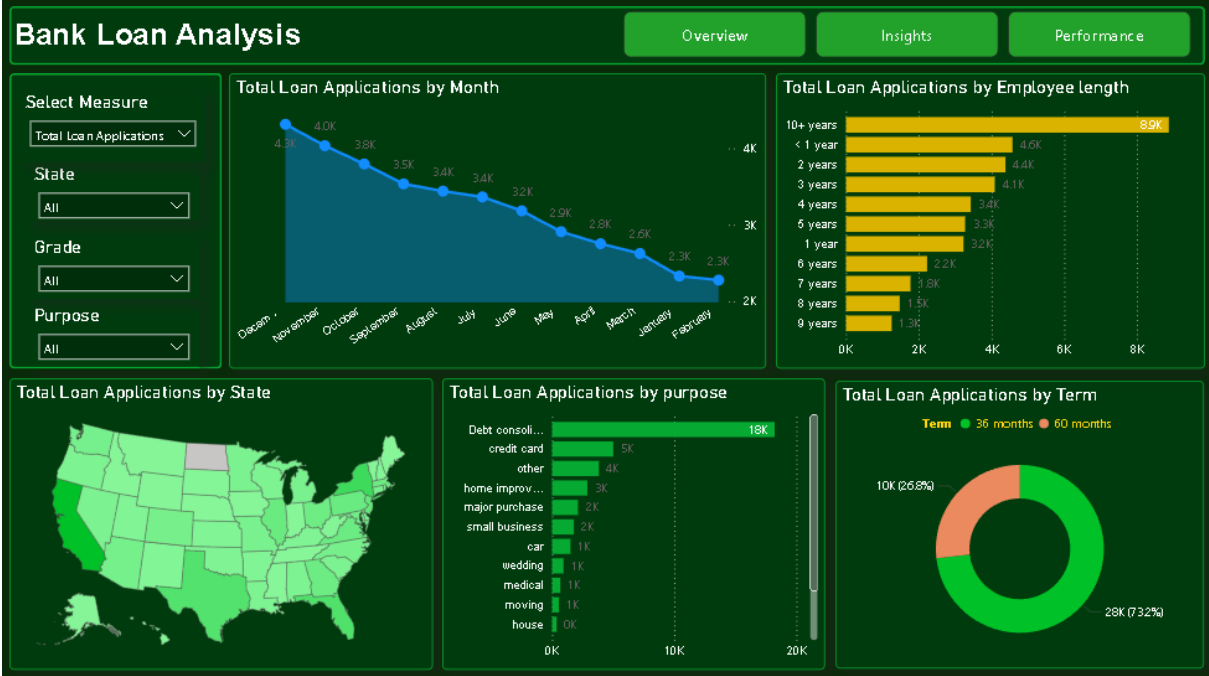 Bank Loan Analysis
Overview
Insights
Performance
Select Measure
Total Loan Applications
State
All
Grade
All
Purpose
All
Total Loan Applications by Month
4.3K
4.0K
3.8K
3.5K
3.4K
3.4K
3.2K
2.9K
2.8K
2.6K
2.3K
2.3K
4K
3K
2K
Decem...
November
October
September
August
July
June
May
April
March
January
February
Total Loan Applications by Employee length
10+ years 8.9K
< 1 year 4.6K
2 years 4.4K
3 years 4.1K
4 years 3.4K
5 years 3.3K
1 year 3.2K
6 years 2.2K
7 years 1.8K
8 years 1.5K
9 years 1.3K
0K 2K 4K 6K 8K
Total Loan Applications by State
Total Loan Applications by purpose
Debt consoli... 18K
credit card 5K
other 4K
home improv... 3K
major purchase 2K
small business 2K
car 1K
wedding 1K
medical 1K
moving 1K
house 0K
0K 10K 20K
Total Loan Applications by Term
Term 36 months 60 months
10K (26.8%)
28K (73.2%)